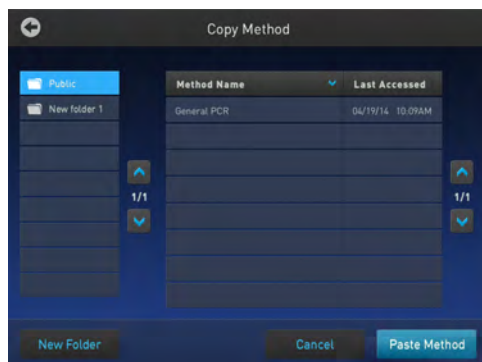 Copy Method
Public
New folder 1
1/1
Method Name Last Accessed
General PCR 04/19/14 10:09AM
1/1
New Folder Cancel Paste Method